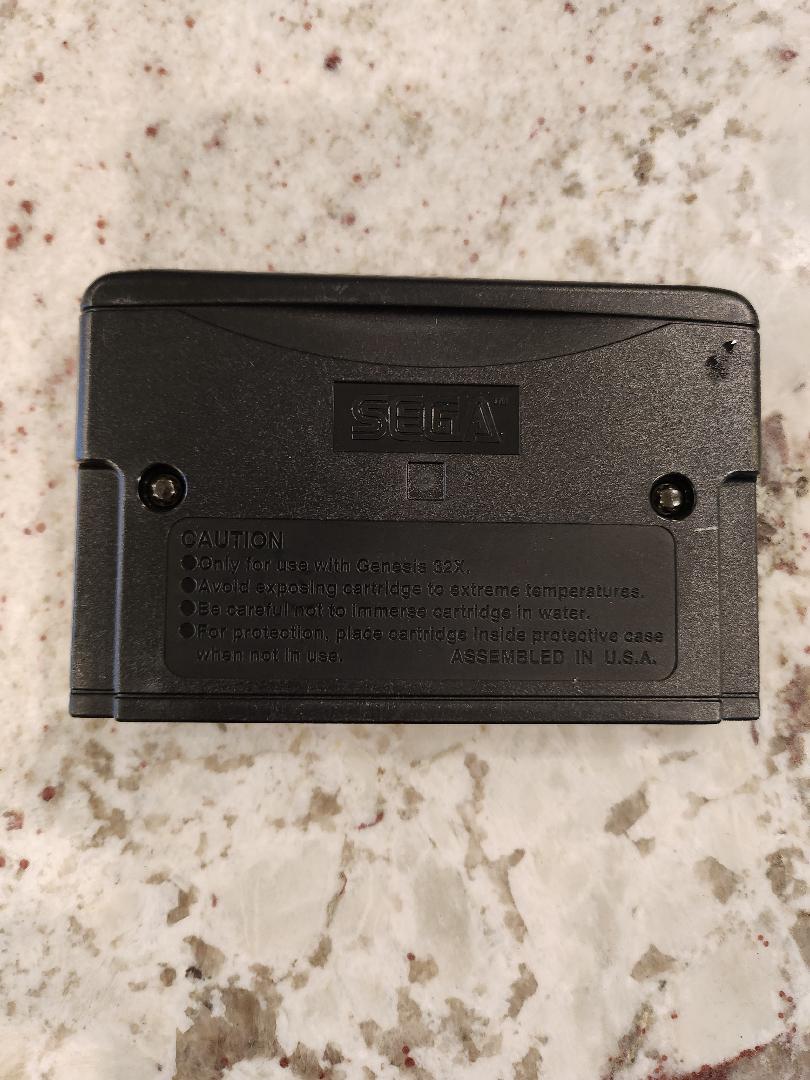 SEGA™
CAUTION
●Only for use with Genesis 32X.
●Avoid exposing cartridge to extreme temperatures.
●Be careful not to immerse cartridge in water.
●For protection, place cartridge inside protective case
when not in use. ASSEMBLED IN U.S.A.